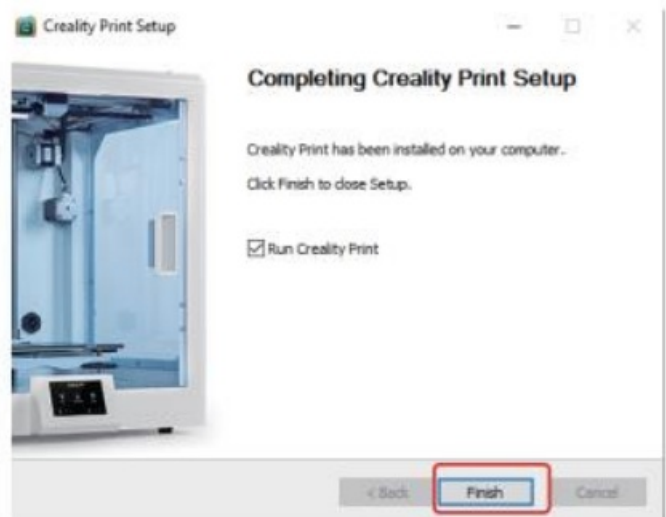 Creality Print Setup
Completing Creality Print Setup
Creality Print has been installed on your computer.
Click Finish to close Setup.
Run Creality Print
< Back Finish Cancel